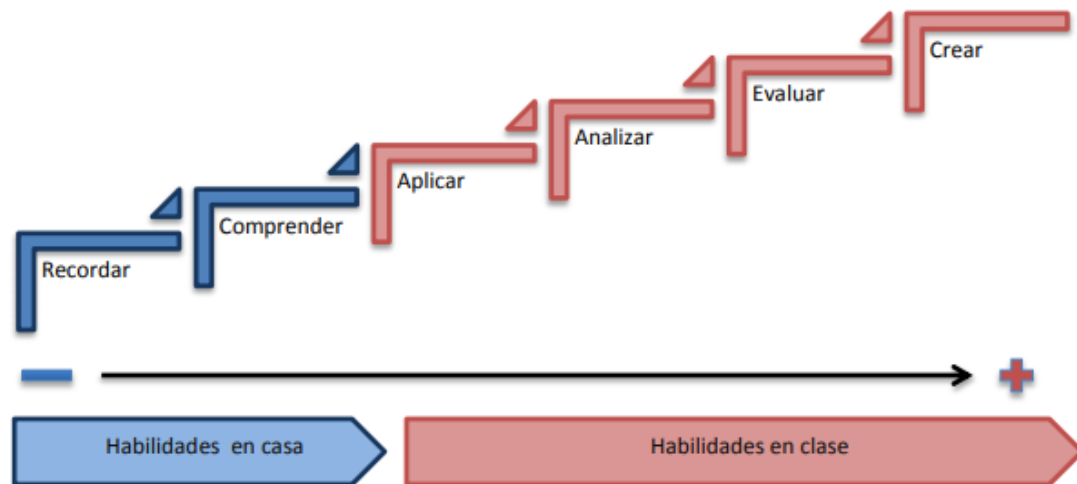 Crear
Evaluar
Analizar
Aplicar
Comprender
Recordar
Habilidades en casa
Habilidades en clase